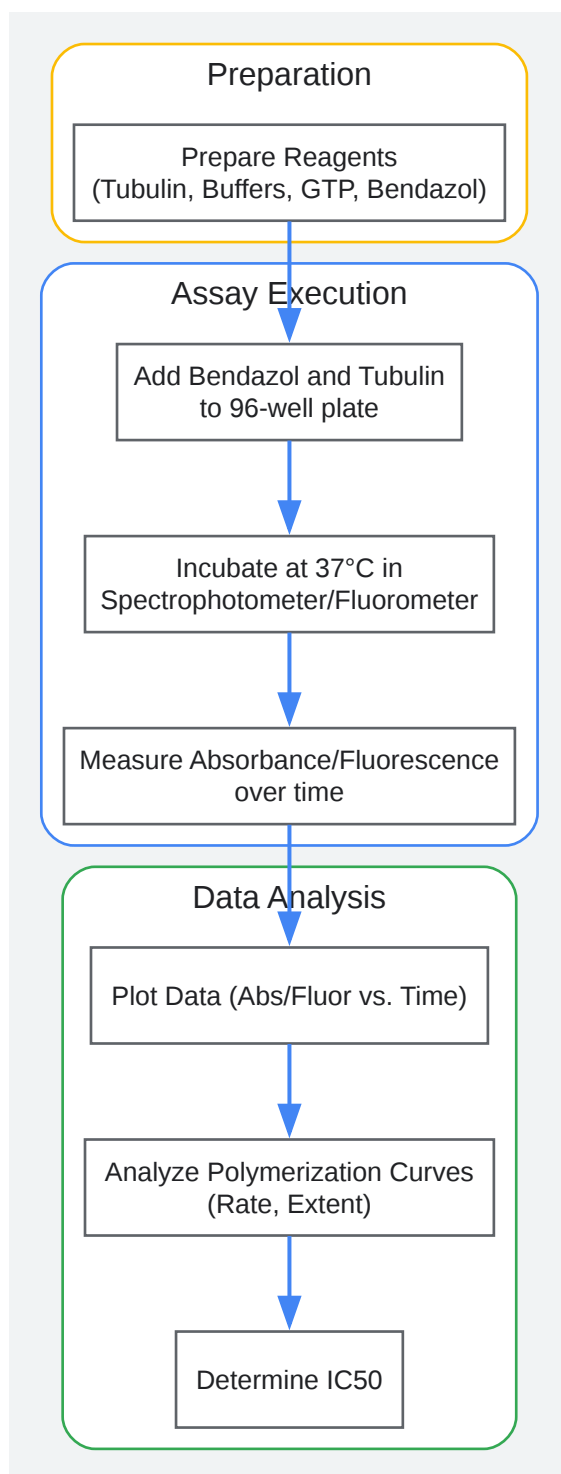 Preparation
Prepare Reagents
(Tubulin, Buffers, GTP, Bendazol)
Assay Execution
Add Bendazol and Tubulin
to 96-well plate
Incubate at 37°C in
Spectrophotometer/Fluorometer
Measure Absorbance/Fluorescence
over time
Data Analysis
Plot Data (Abs/Fluor vs. Time)
Analyze Polymerization Curves
(Rate, Extent)
Determine IC50